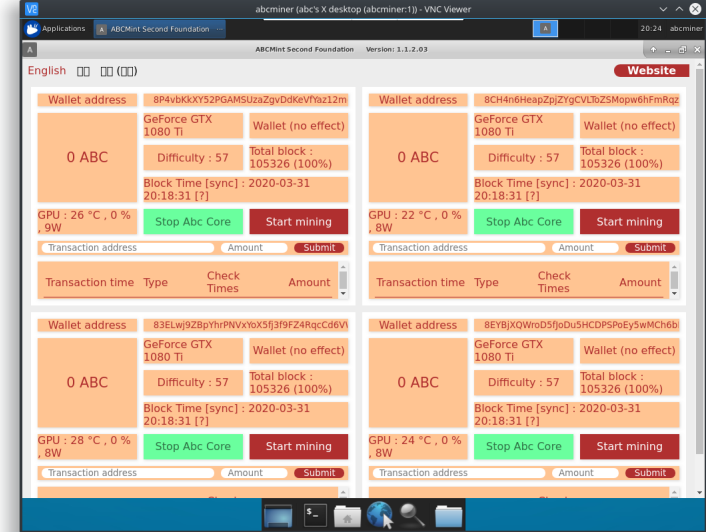 abcminer (abc's X desktop (abcminer:1)) - VNC Viewer
Applications
ABCMint Second Foundation ...
20:24 abcminer
ABCMint Second Foundation Version: 1.1.2.03
English
Website
Wallet address 8P4vbKkXY52PGAMSUzaZgvDdKeVfYaz12m
GeForce GTX
1080 Ti
Wallet (no effect)
0 ABC
Difficulty : 57
Total block :
105326 (100%)
Block Time [sync] : 2020-03-31
20:18:31 [?]
GPU : 26 °C , 0 %
, 9W
Stop Abc Core
Start mining
Transaction address
Amount
Submit
Transaction time
Type
Check
Times
Amount
Wallet address 8CH4n6HeapZpjZYgCVLToZSMopw6hFmRqz
GeForce GTX
1080 Ti
Wallet (no effect)
0 ABC
Difficulty : 57
Total block :
105326 (100%)
Block Time [sync] : 2020-03-31
20:18:31 [?]
GPU : 22 °C , 0 %
, 8W
Stop Abc Core
Start mining
Transaction address
Amount
Submit
Transaction time
Type
Check
Times
Amount
Wallet address 83ELwj9ZBpYhrPNVxYoX5fj3f9FZ4RqcCd6V
GeForce GTX
1080 Ti
Wallet (no effect)
0 ABC
Difficulty : 57
Total block :
105326 (100%)
Block Time [sync] : 2020-03-31
20:18:31 [?]
GPU : 28 °C , 0 %
, 8W
Stop Abc Core
Start mining
Transaction address
Amount
Submit
Wallet address 8EYBjXQWroD5fJoDu5HCDPSPoEy5wMCh6b
GeForce GTX
1080 Ti
Wallet (no effect)
0 ABC
Difficulty : 57
Total block :
105326 (100%)
Block Time [sync] : 2020-03-31
20:18:31 [?]
GPU : 24 °C , 0 %
, 8W
Stop Abc Core
Start mining
Transaction address
Amount
Submit